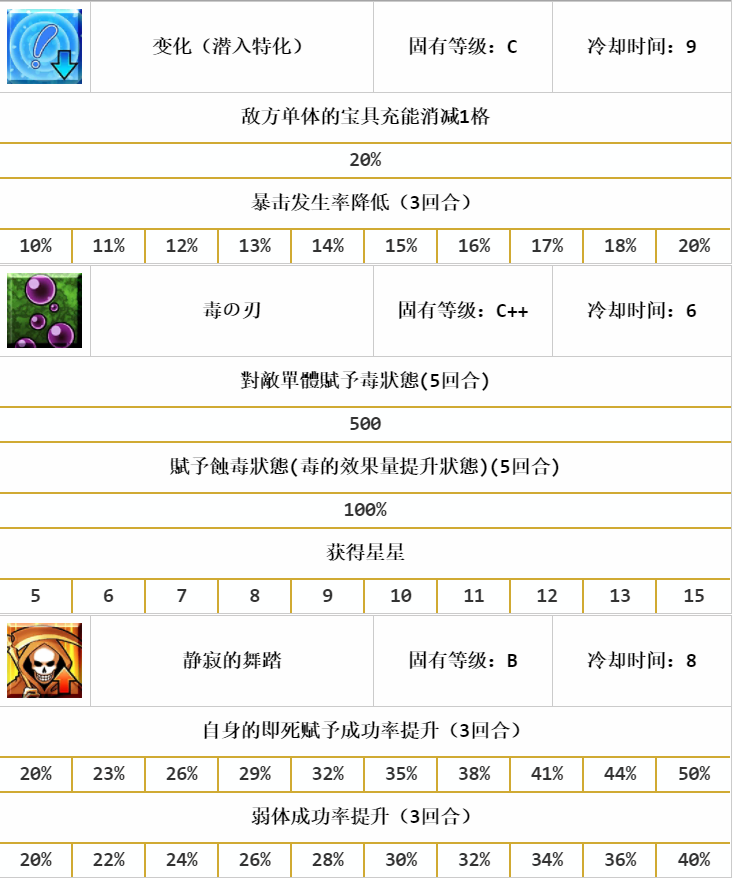 变化（潜入特化） 固有等级：C 冷却时间：9
敌方单体的宝具充能消减1格
20%
暴击发生率降低（3回合）
10% 11% 12% 13% 14% 15% 16% 17% 18% 20%
毒の刃 固有等级：C++ 冷却时间：6
對敵單體賦予毒狀態(5回合)
500
賦予蝕毒狀態(毒的效果量提升狀態)(5回合)
100%
获得星星
5 6 7 8 9 10 11 12 13 15
静寂的舞踏 固有等级：B 冷却时间：8
自身的即死赋予成功率提升（3回合）
20% 23% 26% 29% 32% 35% 38% 41% 44% 50%
弱体成功率提升（3回合）
20% 22% 24% 26% 28% 30% 32% 34% 36% 40%